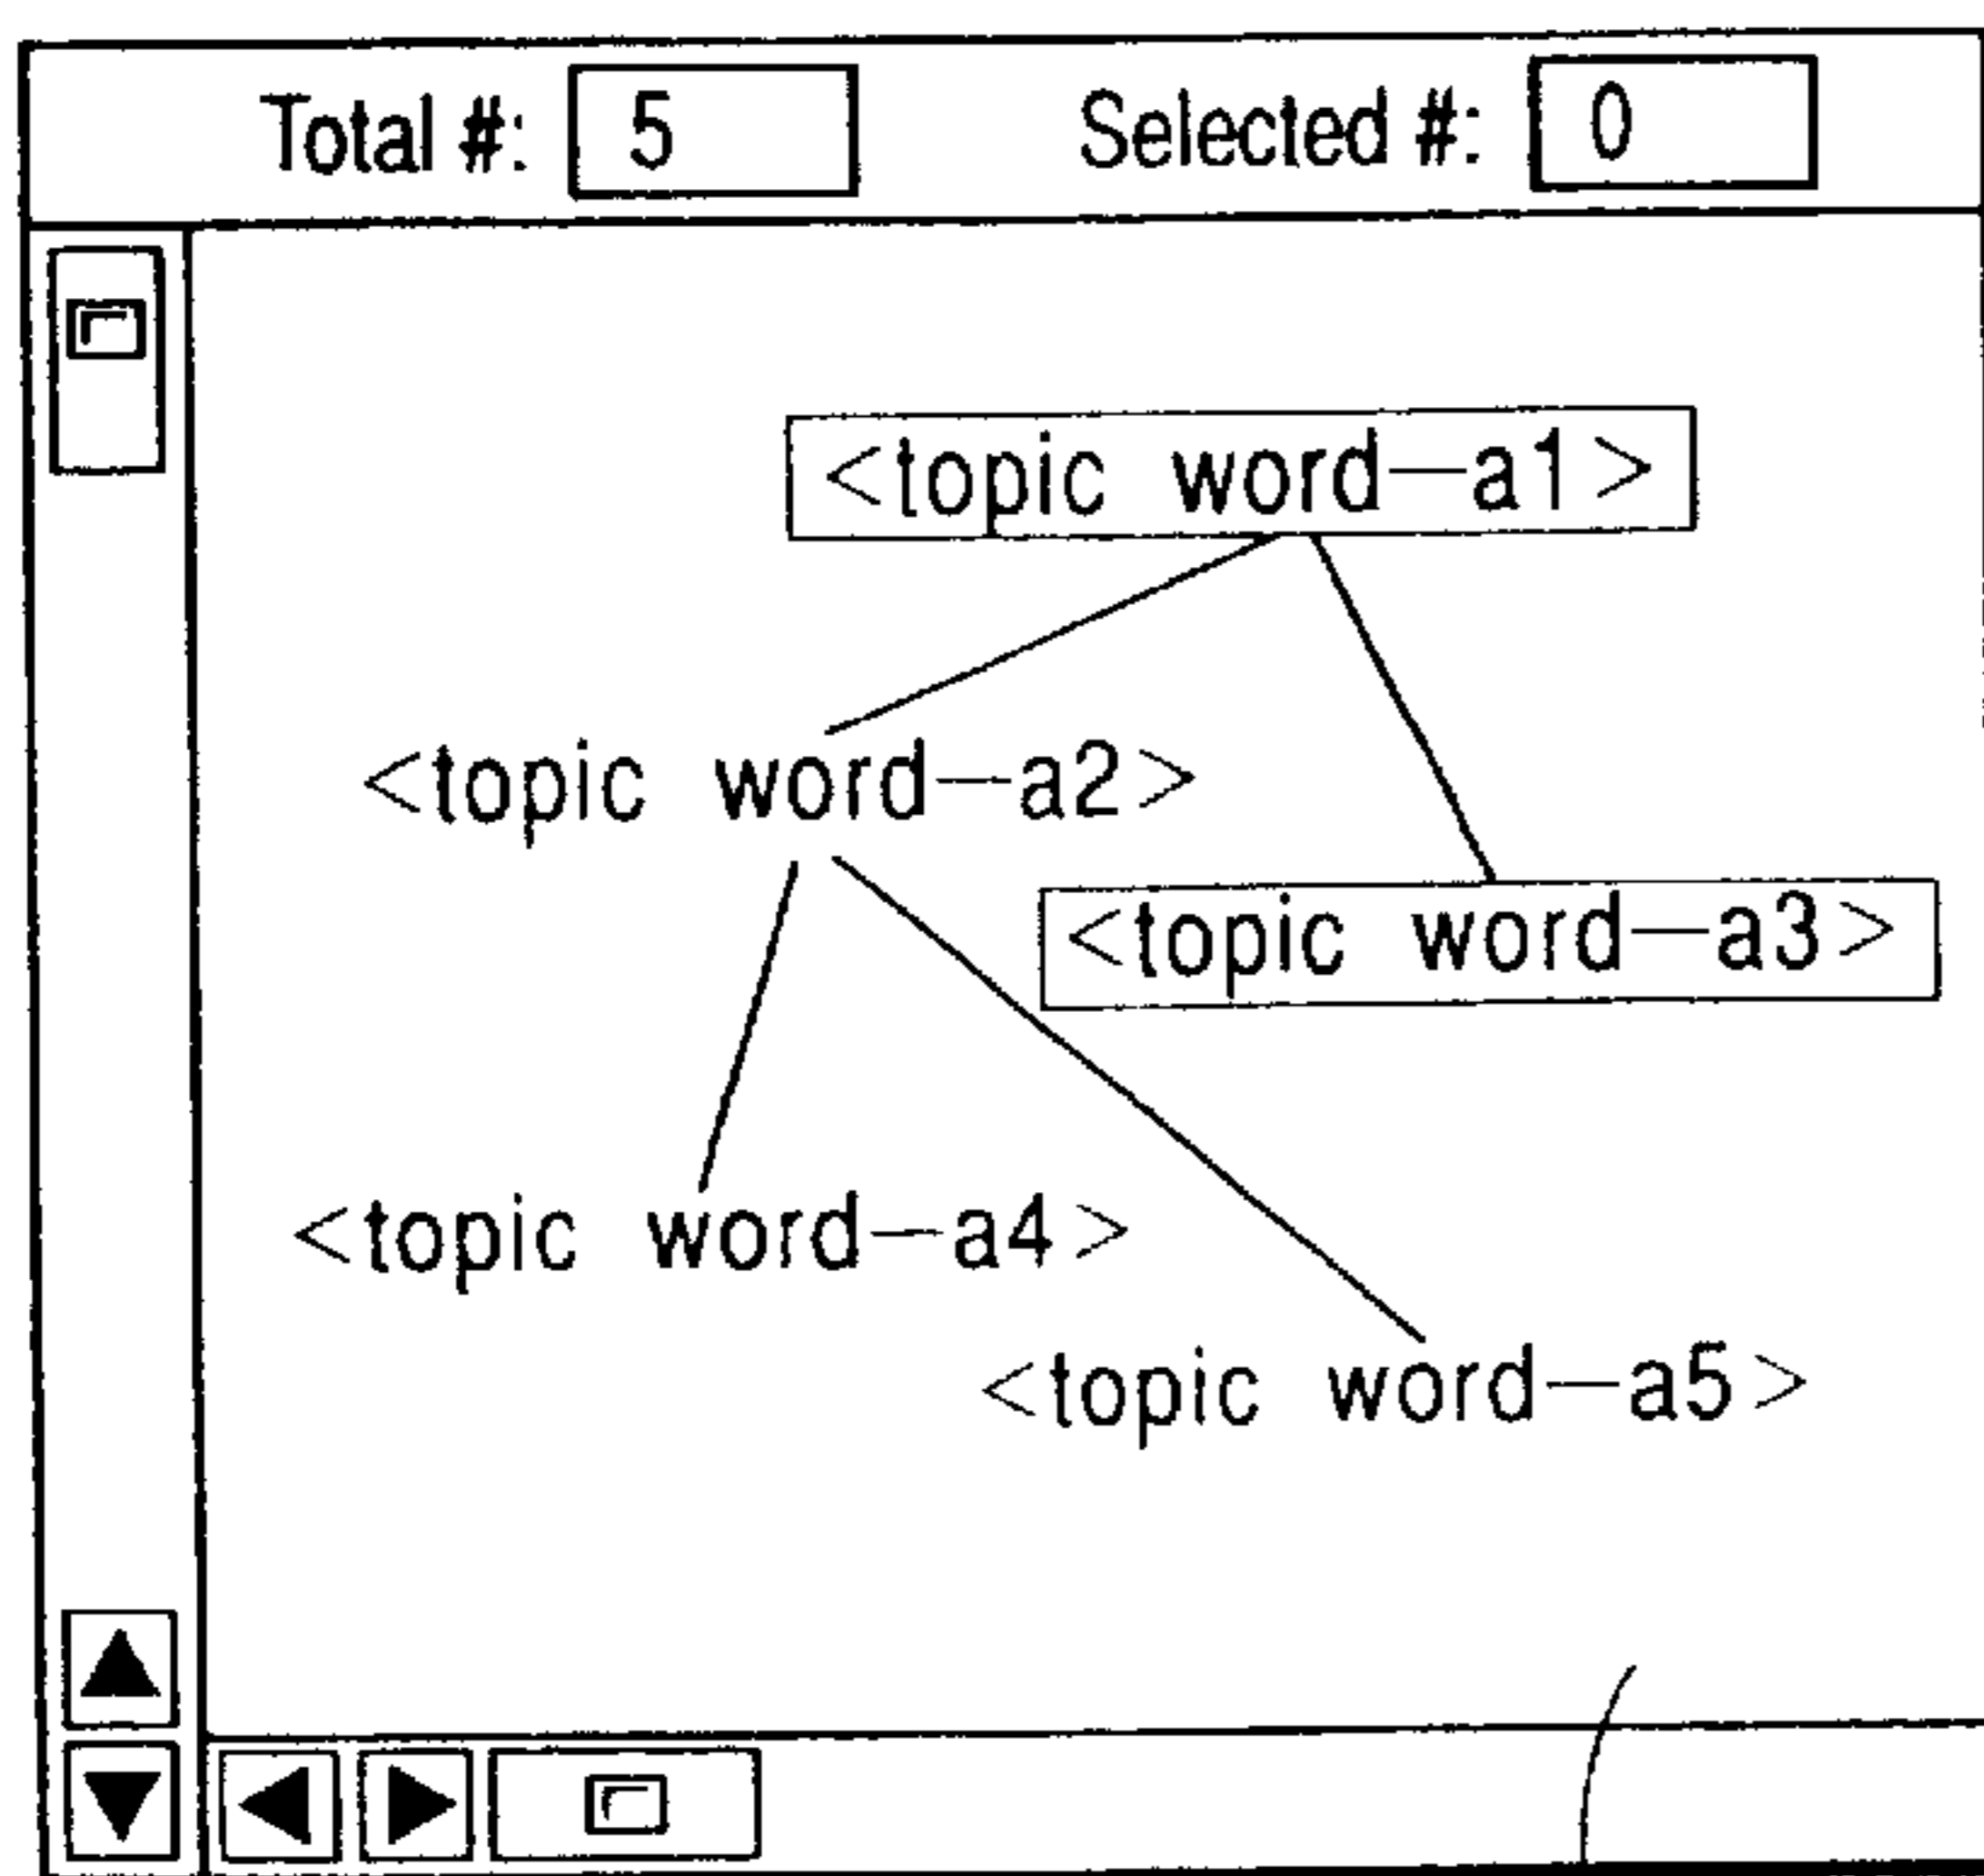 Total #: 5 Selected #: 0
<topic word—a1>
<topic word—a2>
<topic word—a3>
<topic word—a4>
<topic word—a5>